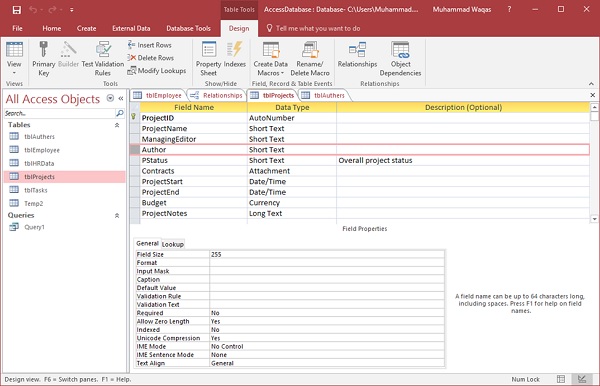 Table Tools
AccessDatabase : Database- C:\Users\Muhammad...
Muhammad Waqas
File
Home
Create
External Data
Database Tools
Design
Tell me what you want to do
View
Primary Key
Builder
Test Validation Rules
Insert Rows
Delete Rows
Modify Lookups
Property Sheet
Indexes
Create Data Macros
Rename/ Delete Macro
Relationships
Object Dependencies
Views
Tools
Show/Hide
Field, Record & Table Events
Relationships
All Access Objects
Search...
Tables
tblAuthers
tblEmployee
tblHRData
tblProjects
tblTasks
Temp2
Queries
Query1
tblEmployee
Relationships
tblProjects
tblAuthers
Field Name Data Type Description (Optional)
ProjectID AutoNumber
ProjectName Short Text
ManagingEditor Short Text
Author Short Text
PStatus Short Text Overall project status
Contracts Attachment
ProjectStart Date/Time
ProjectEnd Date/Time
Budget Currency
ProjectNotes Long Text
Field Properties
General Lookup
Field Size 255
Format
Input Mask
Caption
Default Value
Validation Rule
Validation Text
Required No
Allow Zero Length Yes
Indexed No
Unicode Compression Yes
IME Mode No Control
IME Sentence Mode None
Text Align General
A field name can be up to 64 characters long,
including spaces. Press F1 for help on field
names.
Design view. F6 = Switch panes. F1 = Help.
Num Lock